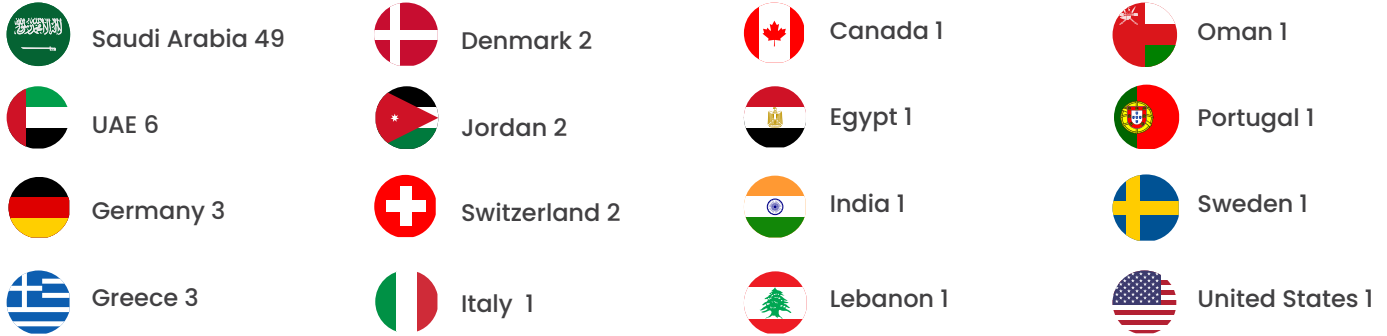 Saudi Arabia 49
UAE 6
Germany 3
Greece 3
Denmark 2
Jordan 2
Switzerland 2
Italy 1
Canada 1
Egypt 1
India 1
Lebanon 1
Oman 1
Portugal 1
Sweden 1
United States 1